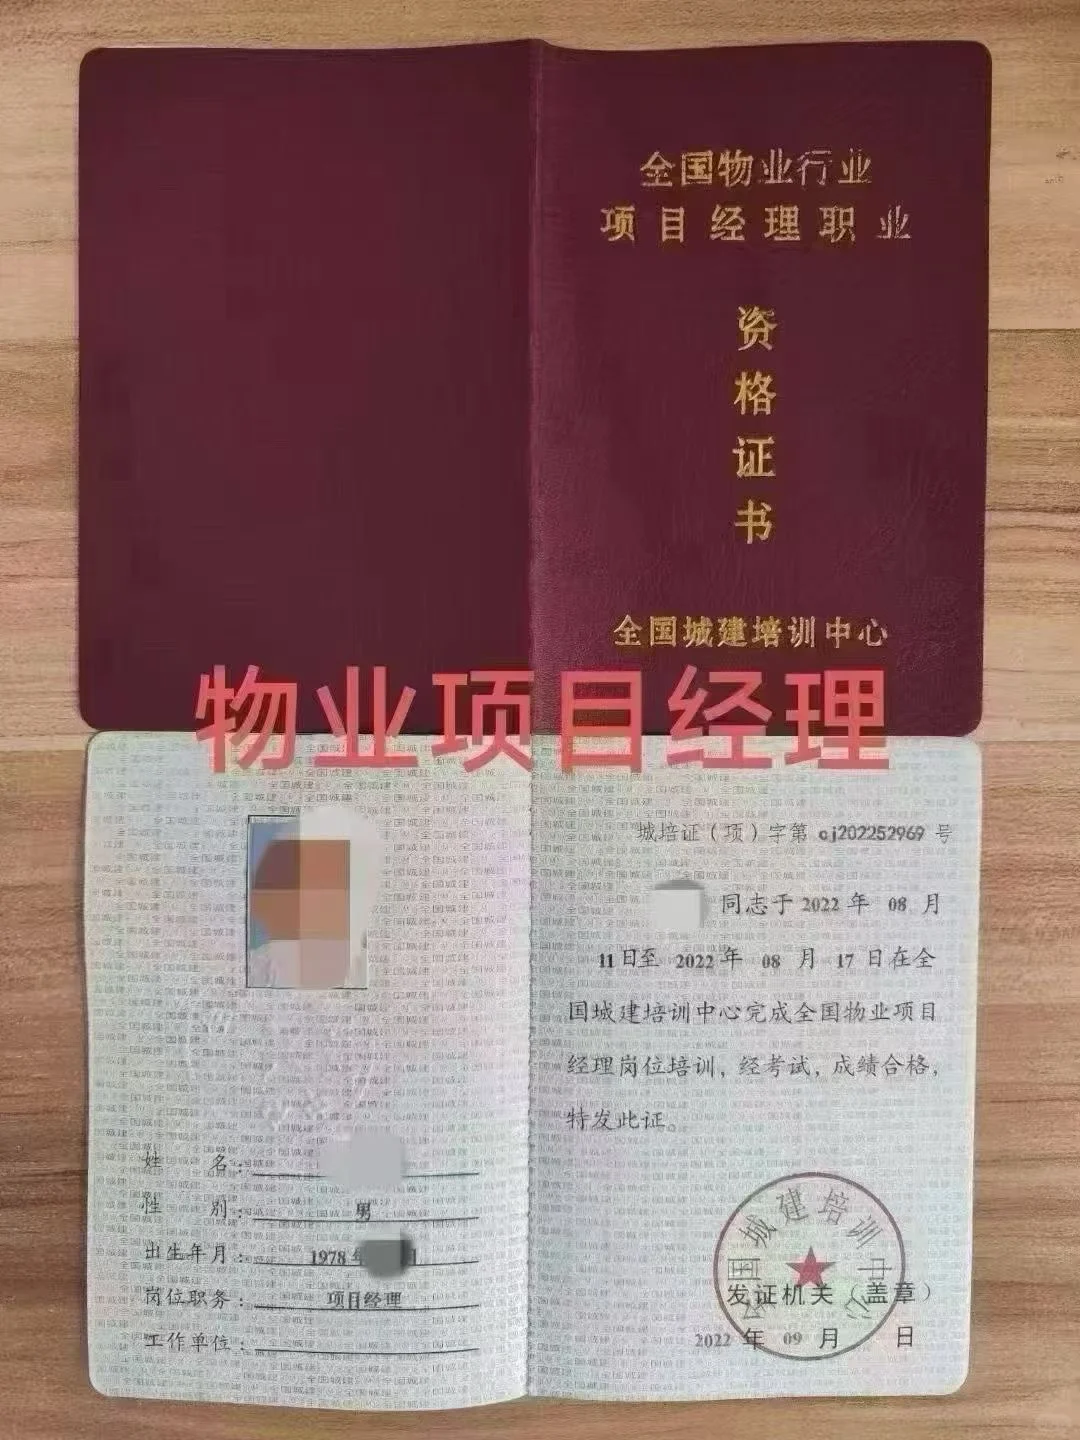 全国物业行业
项目经理职业
资
格
证
书
全国城建培训中心
物业项目经理
城培证（项）字第 cj202252969 号
同志于 2022 年 08 月
11 日至 2022 年 08 月 17 日在全
国城建培训中心完成全国物业项目
经理岗位培训，经考试，成绩合格，
特发此证。
姓名：
性别：男
出生年月：1978 年 月
岗位职务：项目经理
工作单位：
全国城建培训中心
发证机关（盖章）
2022 年 09 月 日